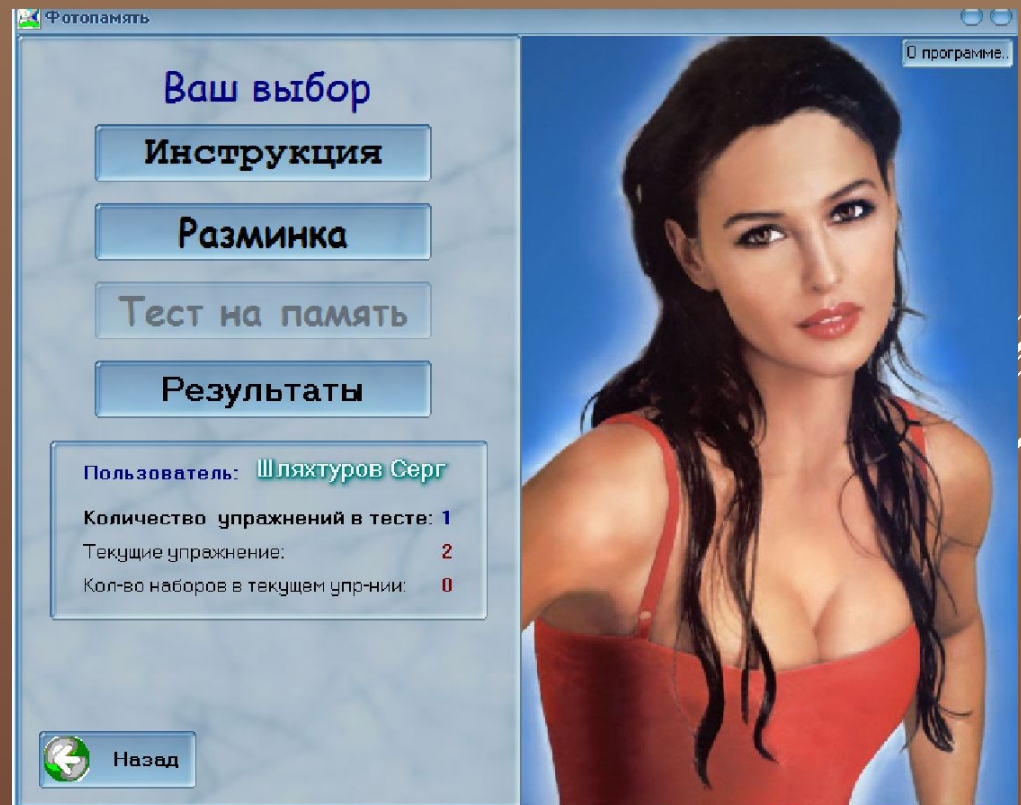 Фотопамять
О программе..
Ваш выбор
Инструкция
Разминка
Тест на память
Результаты
Пользователь: Шляхтуров Серг
Количество упражнений в тесте: 1
Текущие упражнение: 2
Кол-во наборов в текущем упр-нии: 0
Назад